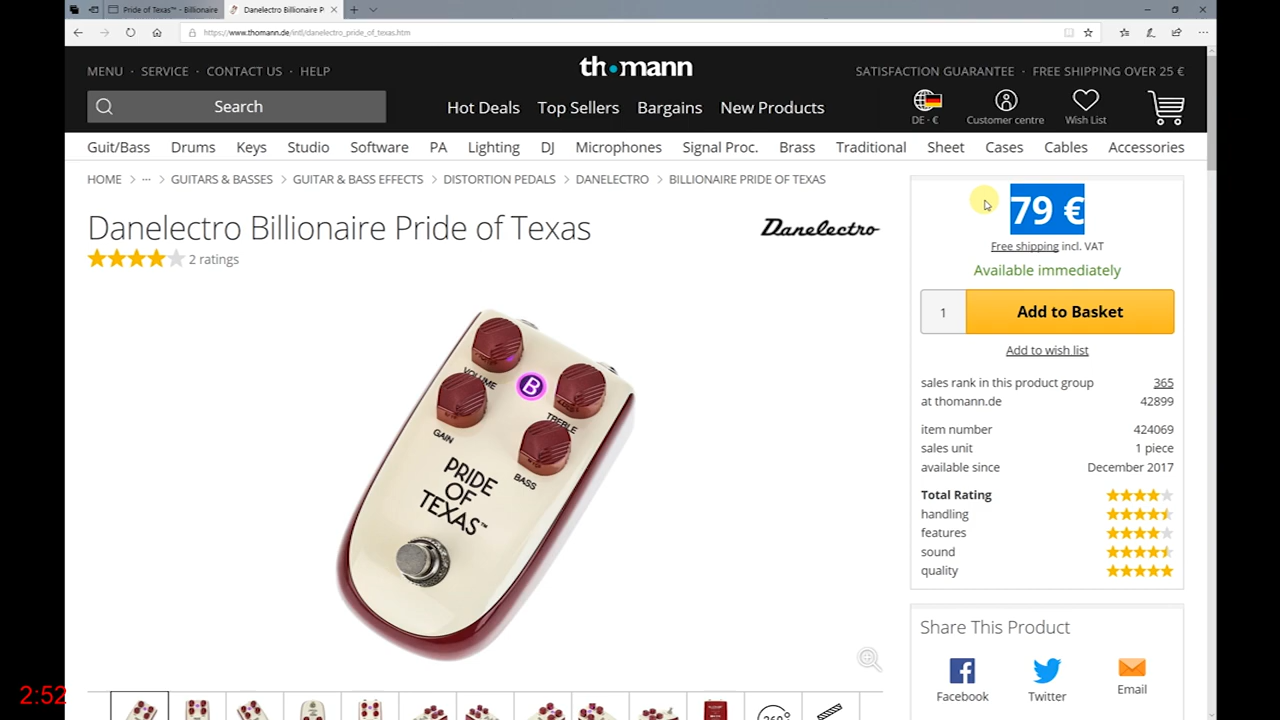 Pride of Texas™ - Billionaire
Danelectro Billionaire P
https://www.thomann.de/intl/danelectro_pride_of_texas.htm
MENU · SERVICE · CONTACT US · HELP
th•mann
SATISFACTION GUARANTEE · FREE SHIPPING OVER 25 €
Search
Hot Deals Top Sellers Bargains New Products
DE · € Customer centre Wish List
Guit/Bass Drums Keys Studio Software PA Lighting DJ Microphones Signal Proc. Brass Traditional Sheet Cases Cables Accessories
HOME > ··· > GUITARS & BASSES > GUITAR & BASS EFFECTS > DISTORTION PEDALS > DANELECTRO > BILLIONAIRE PRIDE OF TEXAS
Danelectro Billionaire Pride of Texas
Danelectro
2 ratings
79 €
Free shipping incl. VAT
Available immediately
1 Add to Basket
Add to wish list
sales rank in this product group 365
at thomann.de 42899
item number 424069
sales unit 1 piece
available since December 2017
Total Rating
handling
features
sound
quality
VOLUME
B
TREBLE
GAIN
BASS
PRIDE
OF
TEXAS™
Share This Product
Facebook Twitter Email
2:52
360°